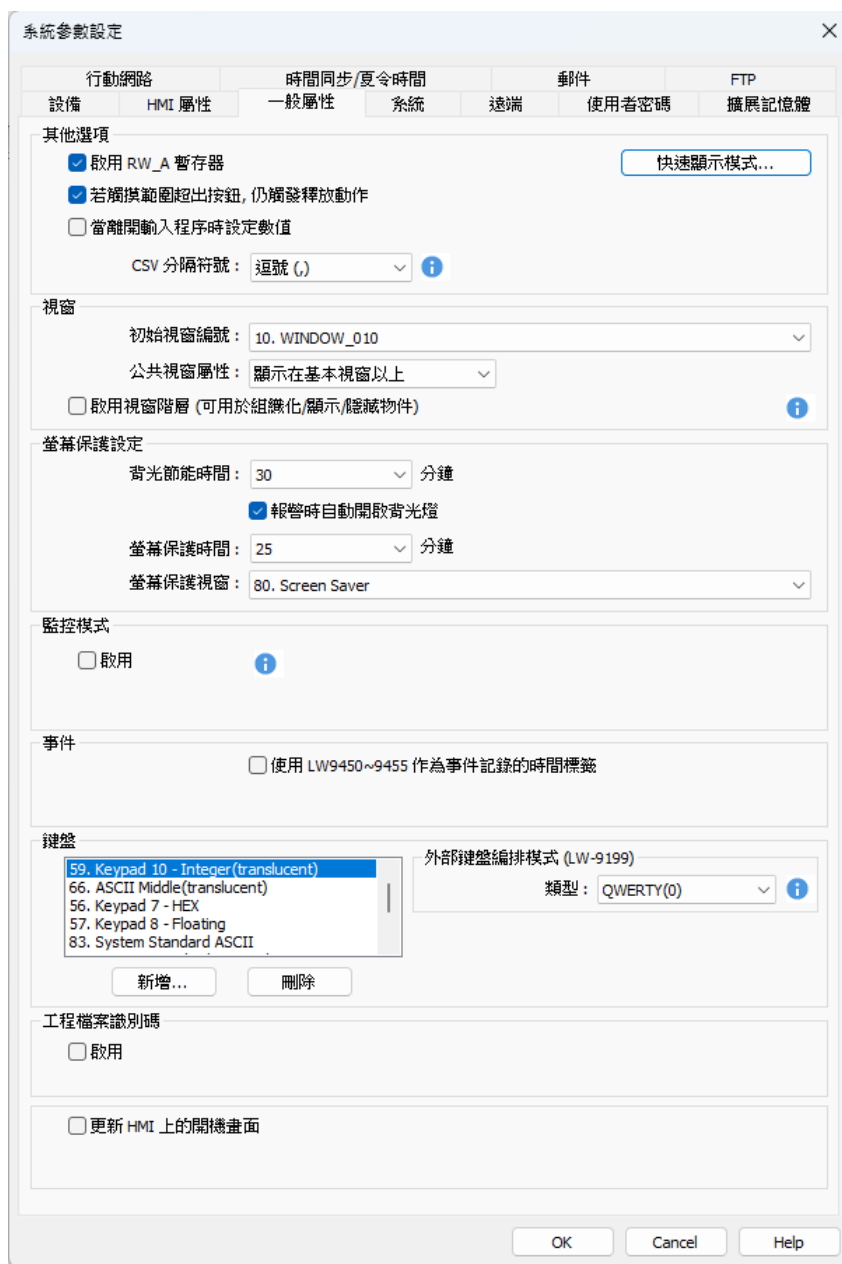 系統參數設定
行動網路 時間同步/夏令時間 郵件 FTP
設備 HMI 屬性 一般屬性 系統 遠端 使用者密碼 擴展記憶體
其他選項
啟用 RW_A 暫存器
快速顯示模式...
若觸摸範圍超出按鈕, 仍觸發釋放動作
當離開輸入程序時設定數值
CSV 分隔符號 : 逗號 (,)
視窗
初始視窗編號 : 10. WINDOW_010
公共視窗屬性 : 顯示在基本視窗以上
啟用視窗階層 (可用於組織化/顯示/隱藏物件)
螢幕保護設定
背光節能時間 : 30 分鐘
報警時自動開啟背光燈
螢幕保護時間 : 25 分鐘
螢幕保護視窗 : 80. Screen Saver
監控模式
啟用
事件
使用 LW9450~9455 作為事件記錄的時間標籤
鍵盤
59. Keypad 10 - Integer(translucent)
66. ASCII Middle(translucent)
56. Keypad 7 - HEX
57. Keypad 8 - Floating
83. System Standard ASCII
外部鍵盤編排模式 (LW-9199)
類型 : QWERTY(0)
新增... 刪除
工程檔案識別碼
啟用
更新 HMI 上的開機畫面
OK Cancel Help